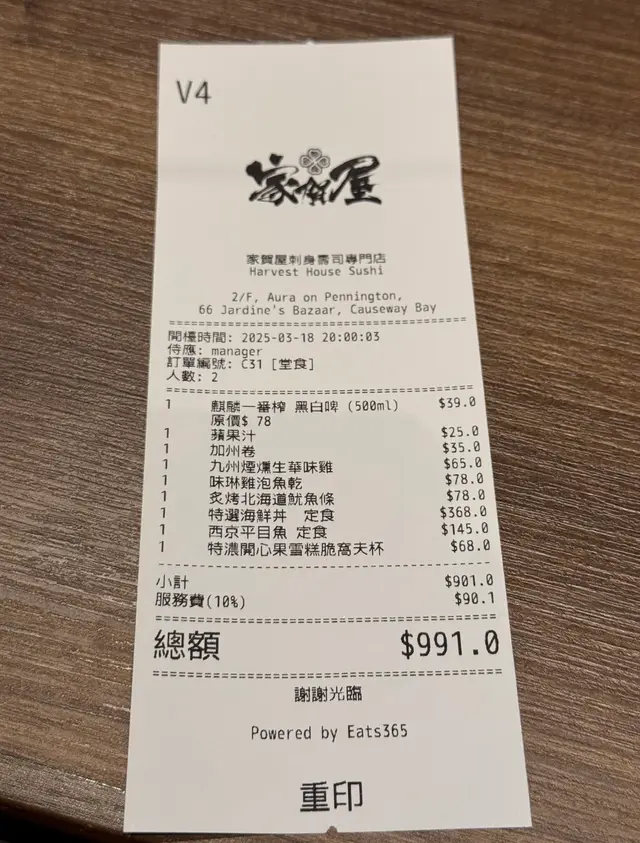 V4
家賀屋
家賀屋刺身壽司專門店
Harvest House Sushi
2/F, Aura on Pennington,
66 Jardine's Bazaar, Causeway Bay
開檯時間: 2025-03-18 20:00:03
侍應: manager
訂單編號: C31 [堂食]
人數: 2
1 麒麟一番榨 黑白啤 (500ml) $39.0
原價$ 78
1 蘋果汁 $25.0
1 加州卷 $35.0
1 九州煙燻生華味雞 $65.0
1 味琳雞泡魚乾 $78.0
1 炙烤北海道魷魚條 $78.0
1 特選海鮮丼 定食 $368.0
1 西京平目魚 定食 $145.0
1 特濃開心果雪糕脆窩夫杯 $68.0
小計 $901.0
服務費(10%) $90.1
總額 $991.0
謝謝光臨
Powered by Eats365
重印